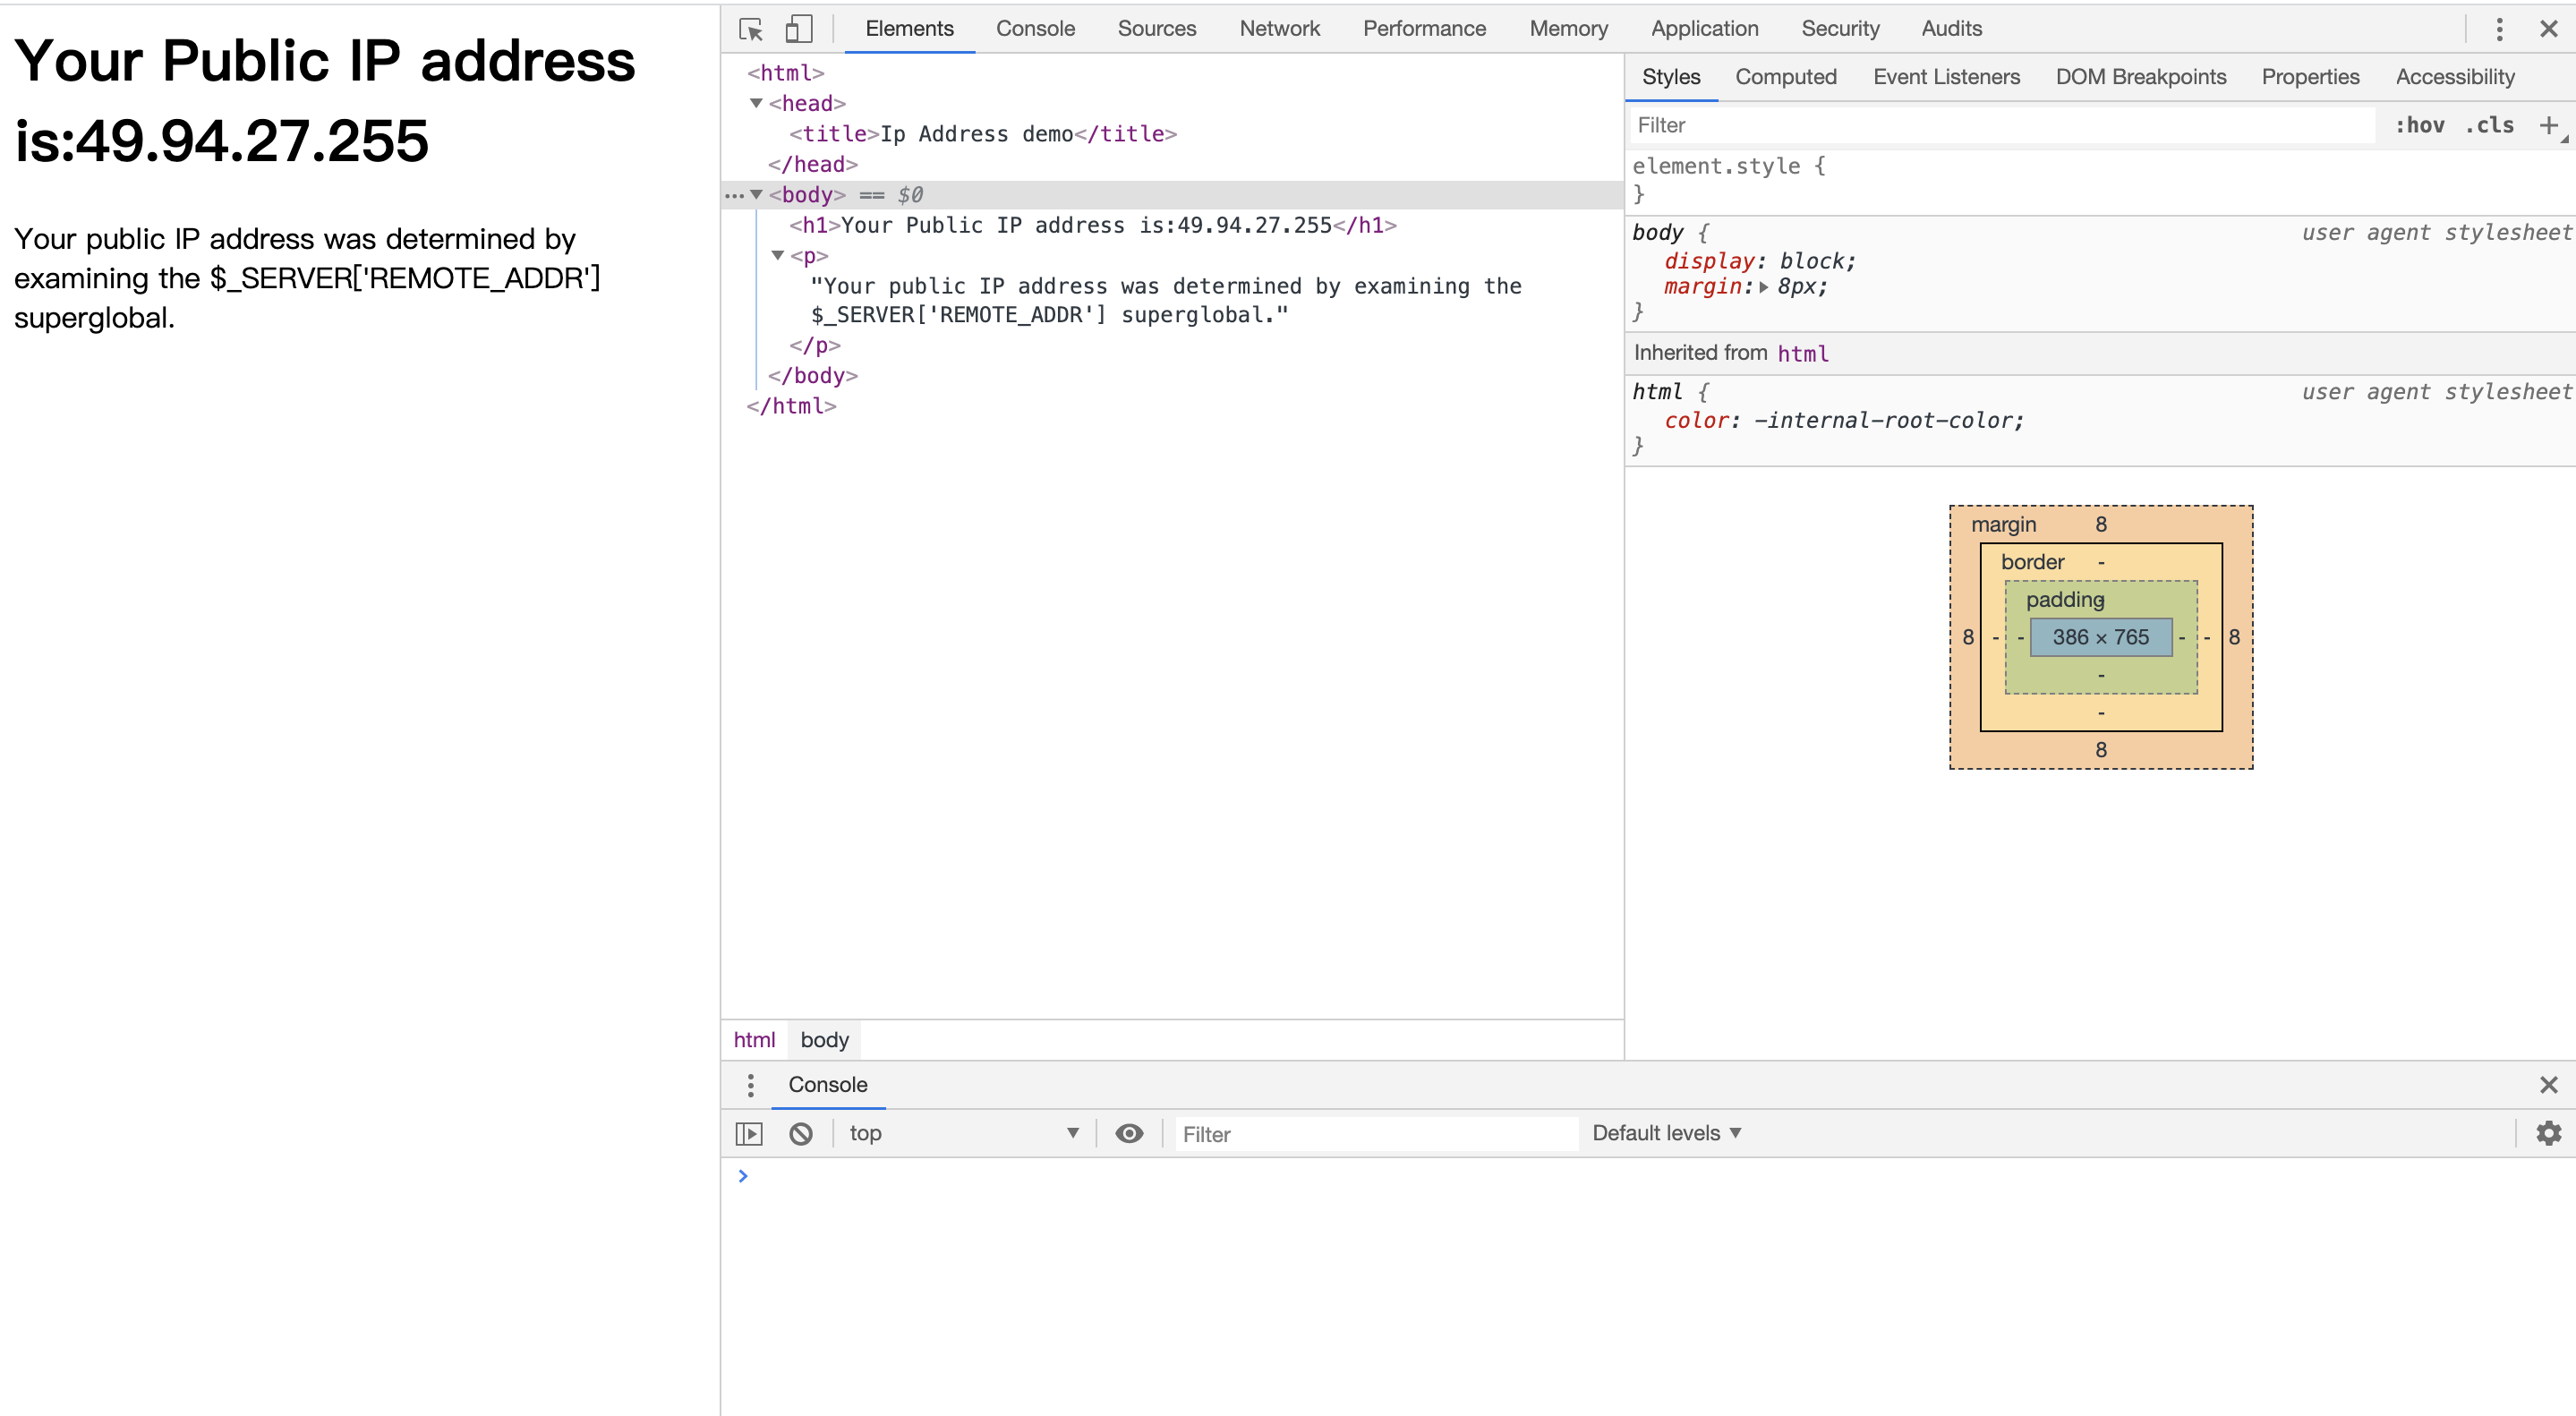 Your Public IP address
is:49.94.27.255
Your public IP address was determined by
examining the $_SERVER['REMOTE_ADDR']
superglobal.
Elements Console Sources Network Performance Memory Application Security Audits
<html>
<head>
<title>Ip Address demo</title>
</head>
<body> == $0
<h1>Your Public IP address is:49.94.27.255</h1>
<p>
"Your public IP address was determined by examining the
$_SERVER['REMOTE_ADDR'] superglobal."
</p>
</body>
</html>
html body
Styles Computed Event Listeners DOM Breakpoints Properties Accessibility
Filter :hov .cls +
element.style {
}
body { user agent stylesheet
display: block;
margin: 8px;
}
Inherited from html
html { user agent stylesheet
color: -internal-root-color;
}
margin 8
border -
padding -
8 - - 386 × 765 - - 8
-
-
8
Console
top Filter Default levels